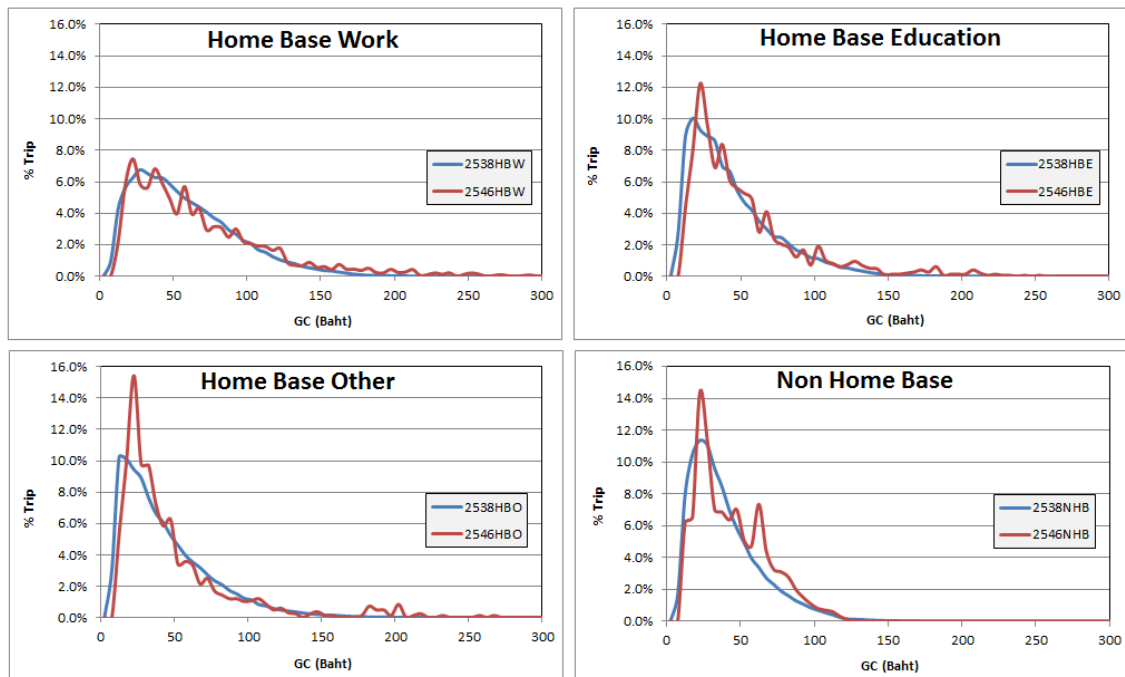 Home Base Work
16.0%
14.0%
12.0%
10.0%
8.0%
6.0%
4.0%
2.0%
0.0%
% Trip
2538HBW
2546HBW
0 50 100 150 200 250 300
GC (Baht)
Home Base Education
16.0%
14.0%
12.0%
10.0%
8.0%
6.0%
4.0%
2.0%
0.0%
% Trip
2538HBE
2546HBE
0 50 100 150 200 250 300
GC (Baht)
Home Base Other
16.0%
14.0%
12.0%
10.0%
8.0%
6.0%
4.0%
2.0%
0.0%
% Trip
2538HBO
2546HBO
0 50 100 150 200 250 300
GC (Baht)
Non Home Base
16.0%
14.0%
12.0%
10.0%
8.0%
6.0%
4.0%
2.0%
0.0%
% Trip
2538NHB
2546NHB
0 50 100 150 200 250 300
GC (Baht)